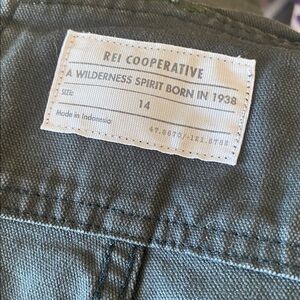 REI COOPERATIVE
A WILDERNESS SPIRIT BORN IN 1938
SIZE:
14
Made in Indonesia